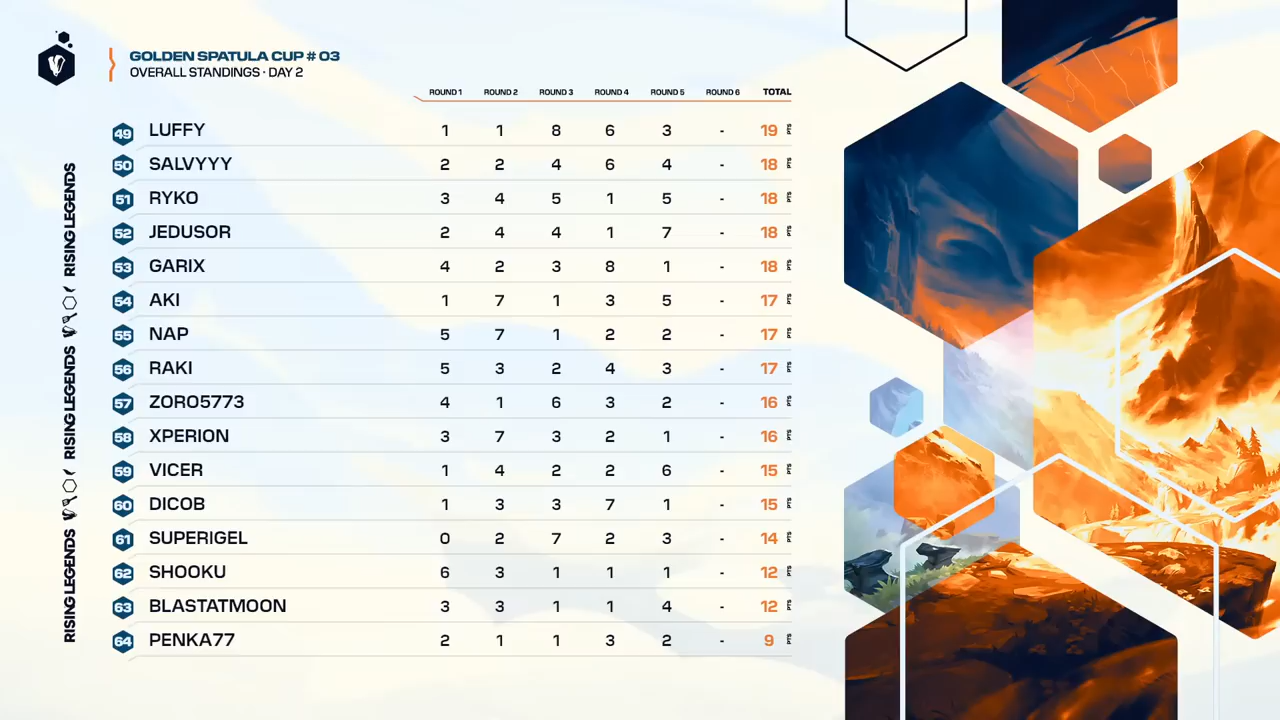 GOLDEN SPATULA CUP # 03
OVERALL STANDINGS · DAY 2
ROUND 1 ROUND 2 ROUND 3 ROUND 4 ROUND 5 ROUND 6 TOTAL
49 LUFFY 1 1 8 6 3 - 19 PTS
50 SALVYYY 2 2 4 6 4 - 18 PTS
51 RYKO 3 4 5 1 5 - 18 PTS
52 JEDUSOR 2 4 4 1 7 - 18 PTS
53 GARIX 4 2 3 8 1 - 18 PTS
54 AKI 1 7 1 3 5 - 17 PTS
55 NAP 5 7 1 2 2 - 17 PTS
56 RAKI 5 3 2 4 3 - 17 PTS
57 ZORO5773 4 1 6 3 2 - 16 PTS
58 XPERION 3 7 3 2 1 - 16 PTS
59 VICER 1 4 2 2 6 - 15 PTS
60 DICOB 1 3 3 7 1 - 15 PTS
61 SUPERIGEL 0 2 7 2 3 - 14 PTS
62 SHOOKU 6 3 1 1 1 - 12 PTS
63 BLASTATMOON 3 3 1 1 4 - 12 PTS
64 PENKA77 2 1 1 3 2 - 9 PTS
RISING LEGENDS RISING LEGENDS RISING LEGENDS